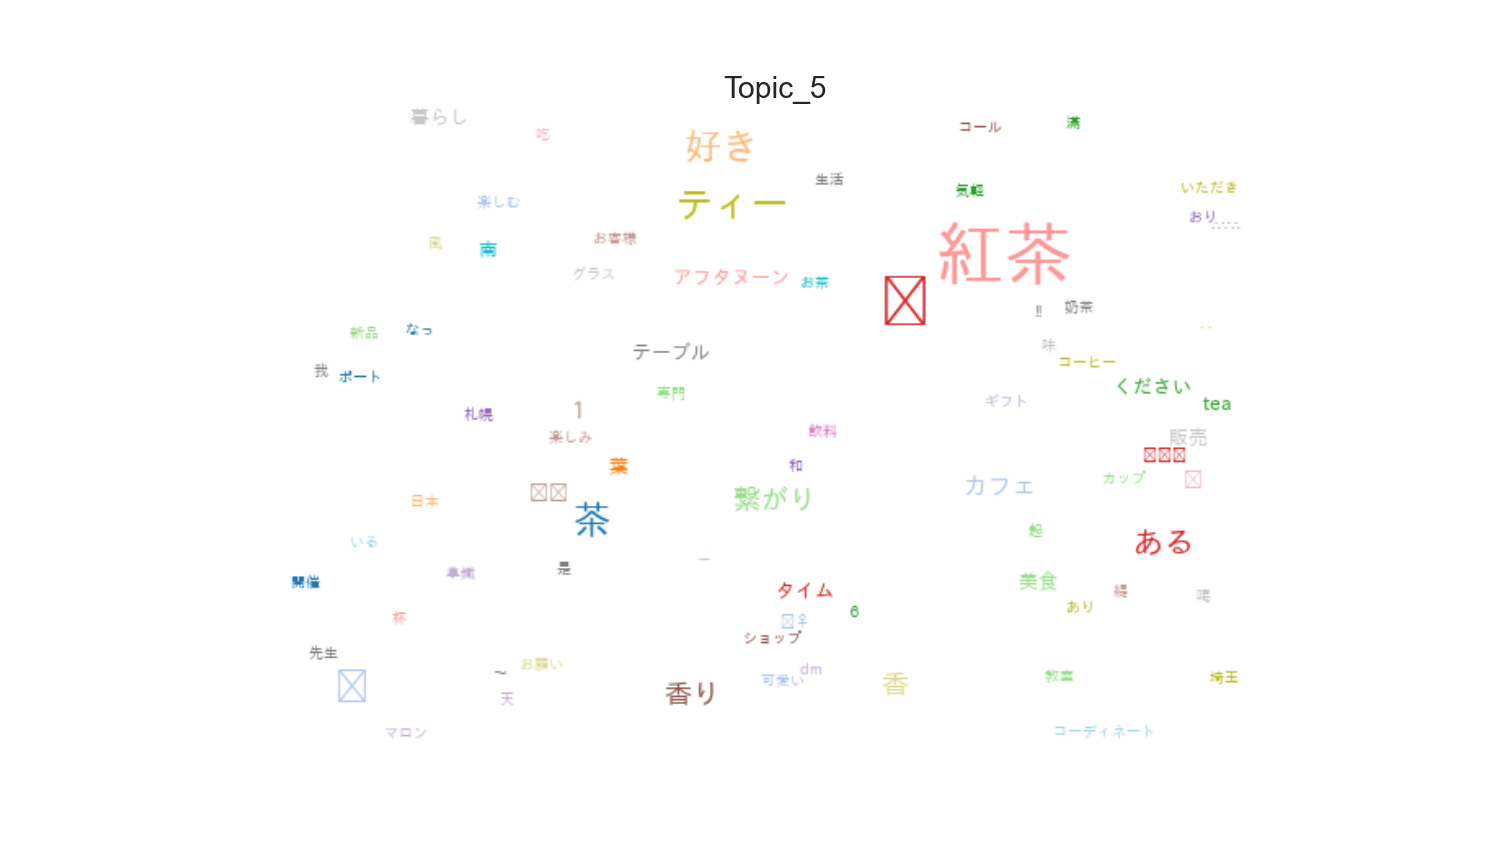 Topic_5
暮らし
コール
満
吃
好き
生活
気軽
いただき
楽しむ
ティー
おり
風
南
お客様
紅茶
グラス
アフタヌーン
お茶
!!
奶茶
新品
なっ
味
テーブル
コーヒー
我
ポート
ください
専門
ギフト
tea
1
札幌
飲料
販売
楽しみ
葉
和
カップ
カフェ
日本
繋がり
茶
起
いる
ある
是
開催
美食
タイム
緹
喝
あり
6
杯
♀
ショップ
先生
お願い
dm
可愛い
教室
埼玉
~
香り
香
天
マロン
コーディネート